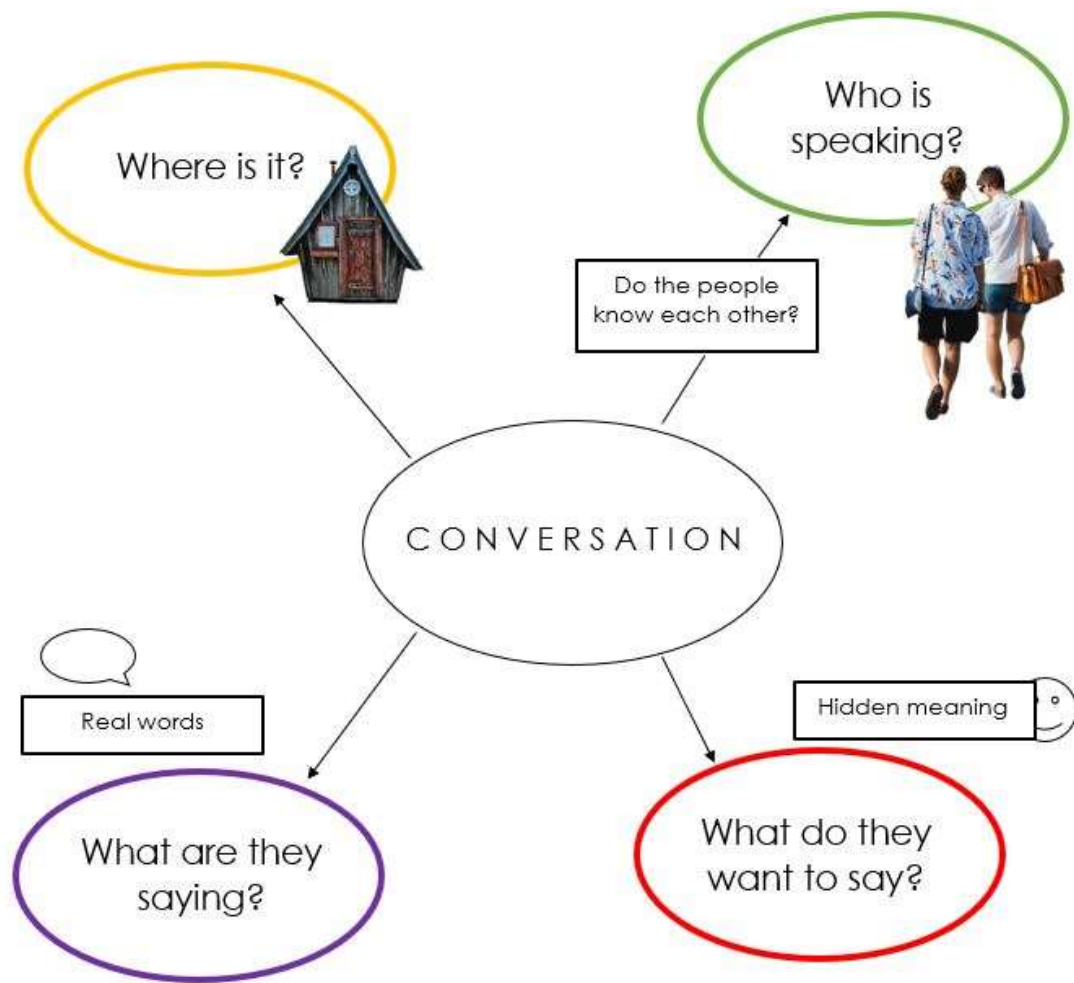 Where is it?
Who is
speaking?
Do the people
know each other?
CONVERSATION
Real words
Hidden meaning
What are they
saying?
What do they
want to say?